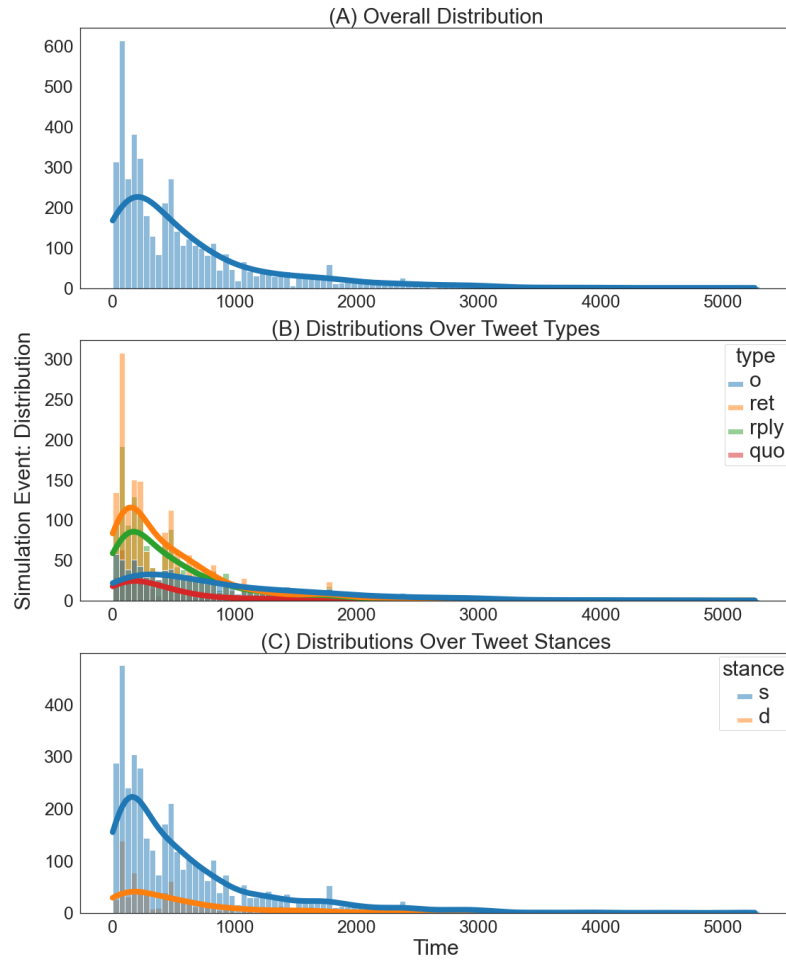 (A) Overall Distribution
600
500
400
300
200
100
0
0 1000 2000 3000 4000 5000
Simulation Event: Distribution
(B) Distributions Over Tweet Types
300
250
200
150
100
50
0
type
o
ret
rply
quo
0 1000 2000 3000 4000 5000
(C) Distributions Over Tweet Stances
400
300
200
100
0
stance
s
d
0 1000 2000 3000 4000 5000
Time